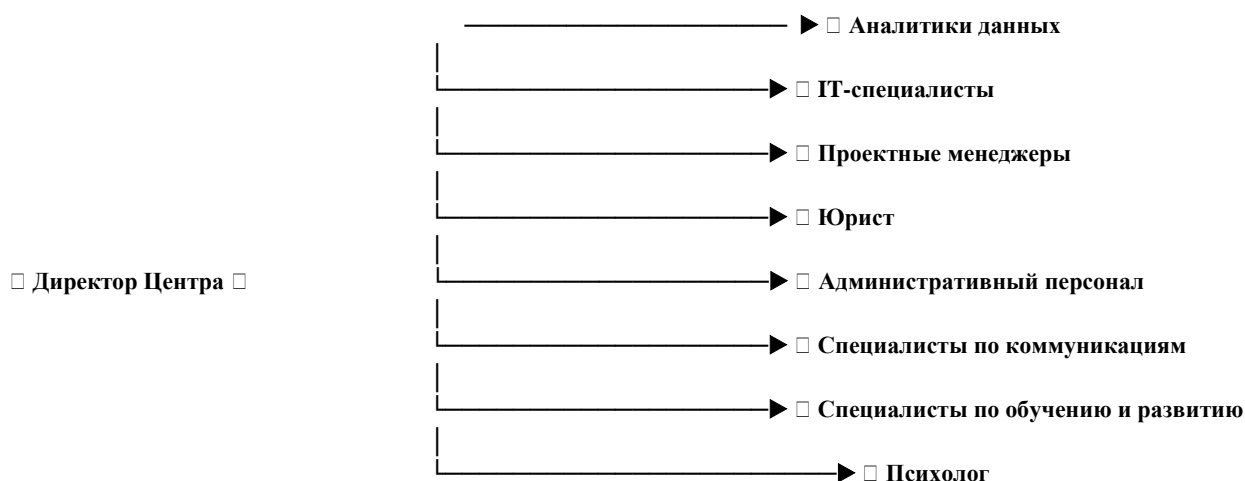 Аналитики данных
IT-специалисты
Проектные менеджеры
Юрист
Директор Центра
Административный персонал
Специалисты по коммуникациям
Специалисты по обучению и развитию
Психолог